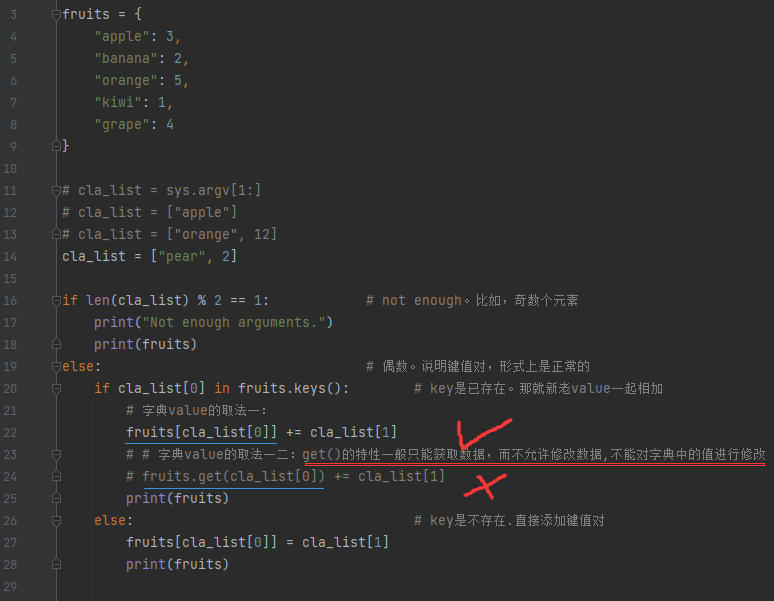 3 fruits = {
4 "apple": 3,
5 "banana": 2,
6 "orange": 5,
7 "kiwi": 1,
8 "grape": 4
9 }
10
11 # cla_list = sys.argv[1:]
12 # cla_list = ["apple"]
13 # cla_list = ["orange", 12]
14 cla_list = ["pear", 2]
15
16 if len(cla_list) % 2 == 1: # not enough。比如，奇数个元素
17 print("Not enough arguments.")
18 print(fruits)
19 else: # 偶数。说明键值对，形式上是正常的
20 if cla_list[0] in fruits.keys(): # key是已存在。那就新老value一起相加
21 # 字典value的取法一：
22 fruits[cla_list[0]] += cla_list[1]
23 # # 字典value的取法一二：get()的特性一般只能获取数据，而不允许修改数据,不能对字典中的值进行修改
24 # fruits.get(cla_list[0]) += cla_list[1]
25 print(fruits)
26 else: # key是不存在.直接添加键值对
27 fruits[cla_list[0]] = cla_list[1]
28 print(fruits)
29